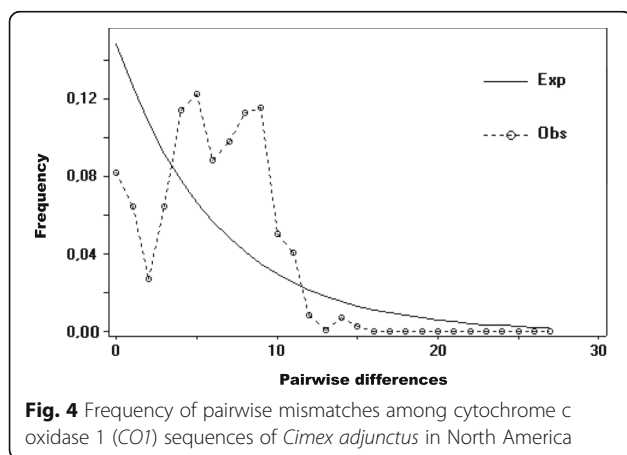 0,12
0,08
0,04
0,00
Frequency
Exp
Obs
0
10
20
30
Pairwise differences
Fig. 4 Frequency of pairwise mismatches among cytochrome c
oxidase 1 (CO1) sequences of Cimex adjunctus in North America